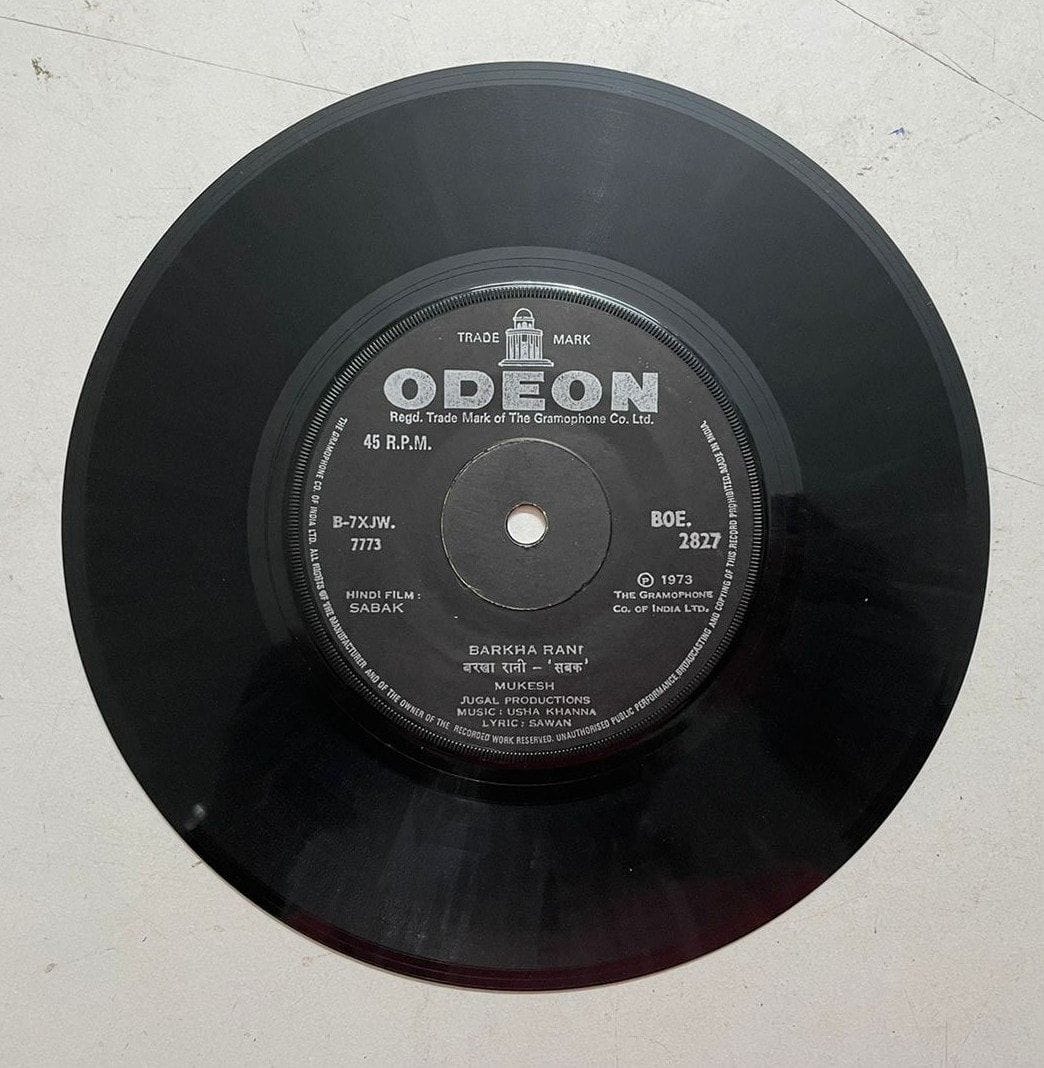 TRADE MARK
ODEON
Regd. Trade Mark of The Gramophone Co. Ltd.
45 R.P.M.
B-7XJW.
7773
BOE.
2827
HINDI FILM :
SABAK
℗ 1973
THE GRAMOPHONE
CO. OF INDIA LTD.
BARKHA RANI
बरखा रानी – 'सबक'
MUKESH
JUGAL PRODUCTIONS
MUSIC : USHA KHANNA
LYRIC : SAWAN
THE GRAMOPHONE CO. OF INDIA LTD. ALL RIGHTS OF THE MANUFACTURER AND OF THE OWNER OF THE RECORDED WORK RESERVED. UNAUTHORISED PUBLIC PERFORMANCE BROADCASTING AND COPYING OF THIS RECORD PROHIBITED. MADE IN INDIA.